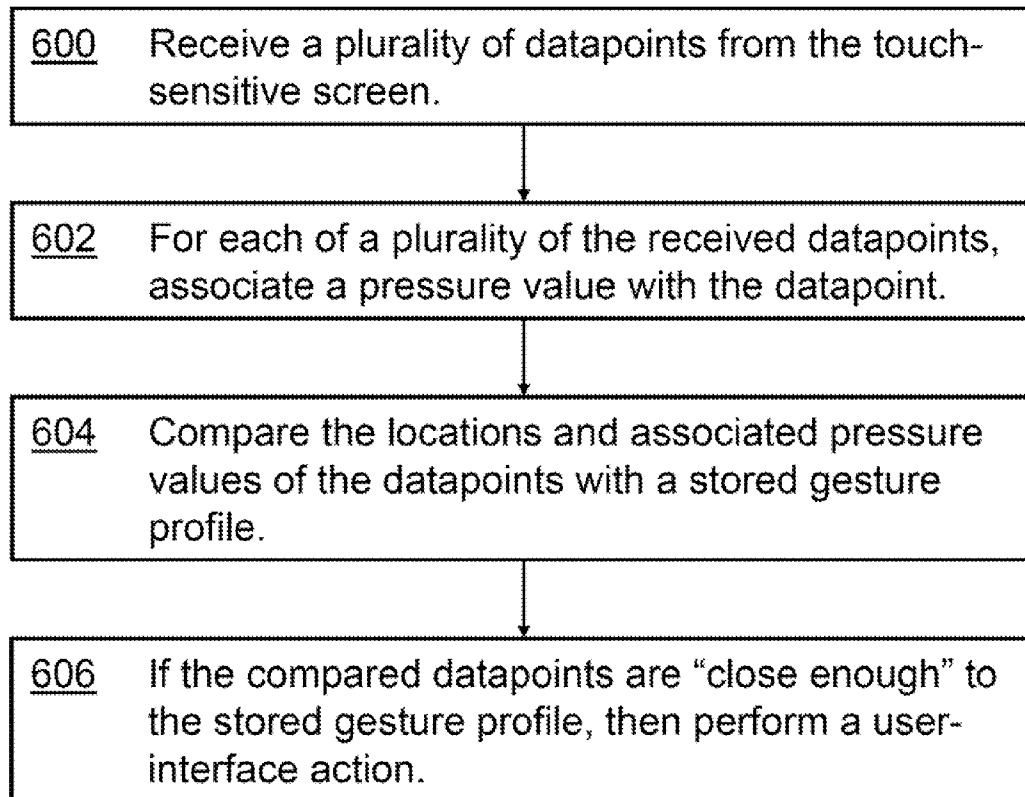 600 Receive a plurality of datapoints from the touch-
sensitive screen.
602 For each of a plurality of the received datapoints,
associate a pressure value with the datapoint.
604 Compare the locations and associated pressure
values of the datapoints with a stored gesture
profile.
606 If the compared datapoints are “close enough” to
the stored gesture profile, then perform a user-
interface action.